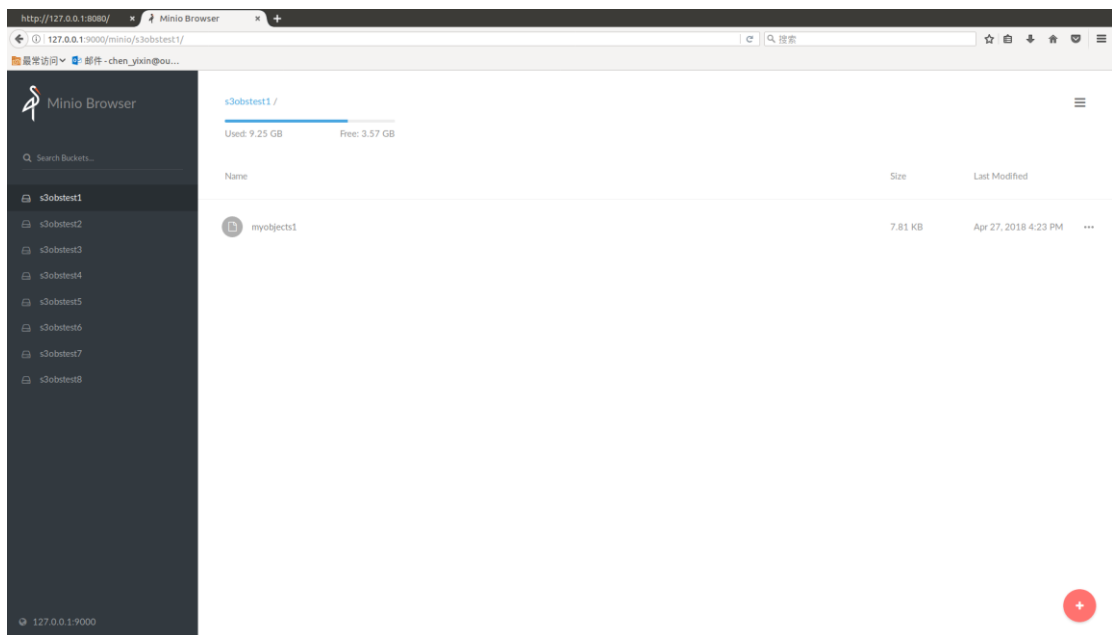 http://127.0.0.1:8080/ × Minio Browser × +
127.0.0.1:9000/minio/s3obstest1/ 搜索
最常访问 邮件 - chen_yixin@ou...
Minio Browser
Search Buckets...
s3obstest1
s3obstest2
s3obstest3
s3obstest4
s3obstest5
s3obstest6
s3obstest7
s3obstest8
127.0.0.1:9000
s3obstest1 /
Used: 9.25 GB Free: 3.57 GB
Name Size Last Modified
myobjects1 7.81 KB Apr 27, 2018 4:23 PM ...
+